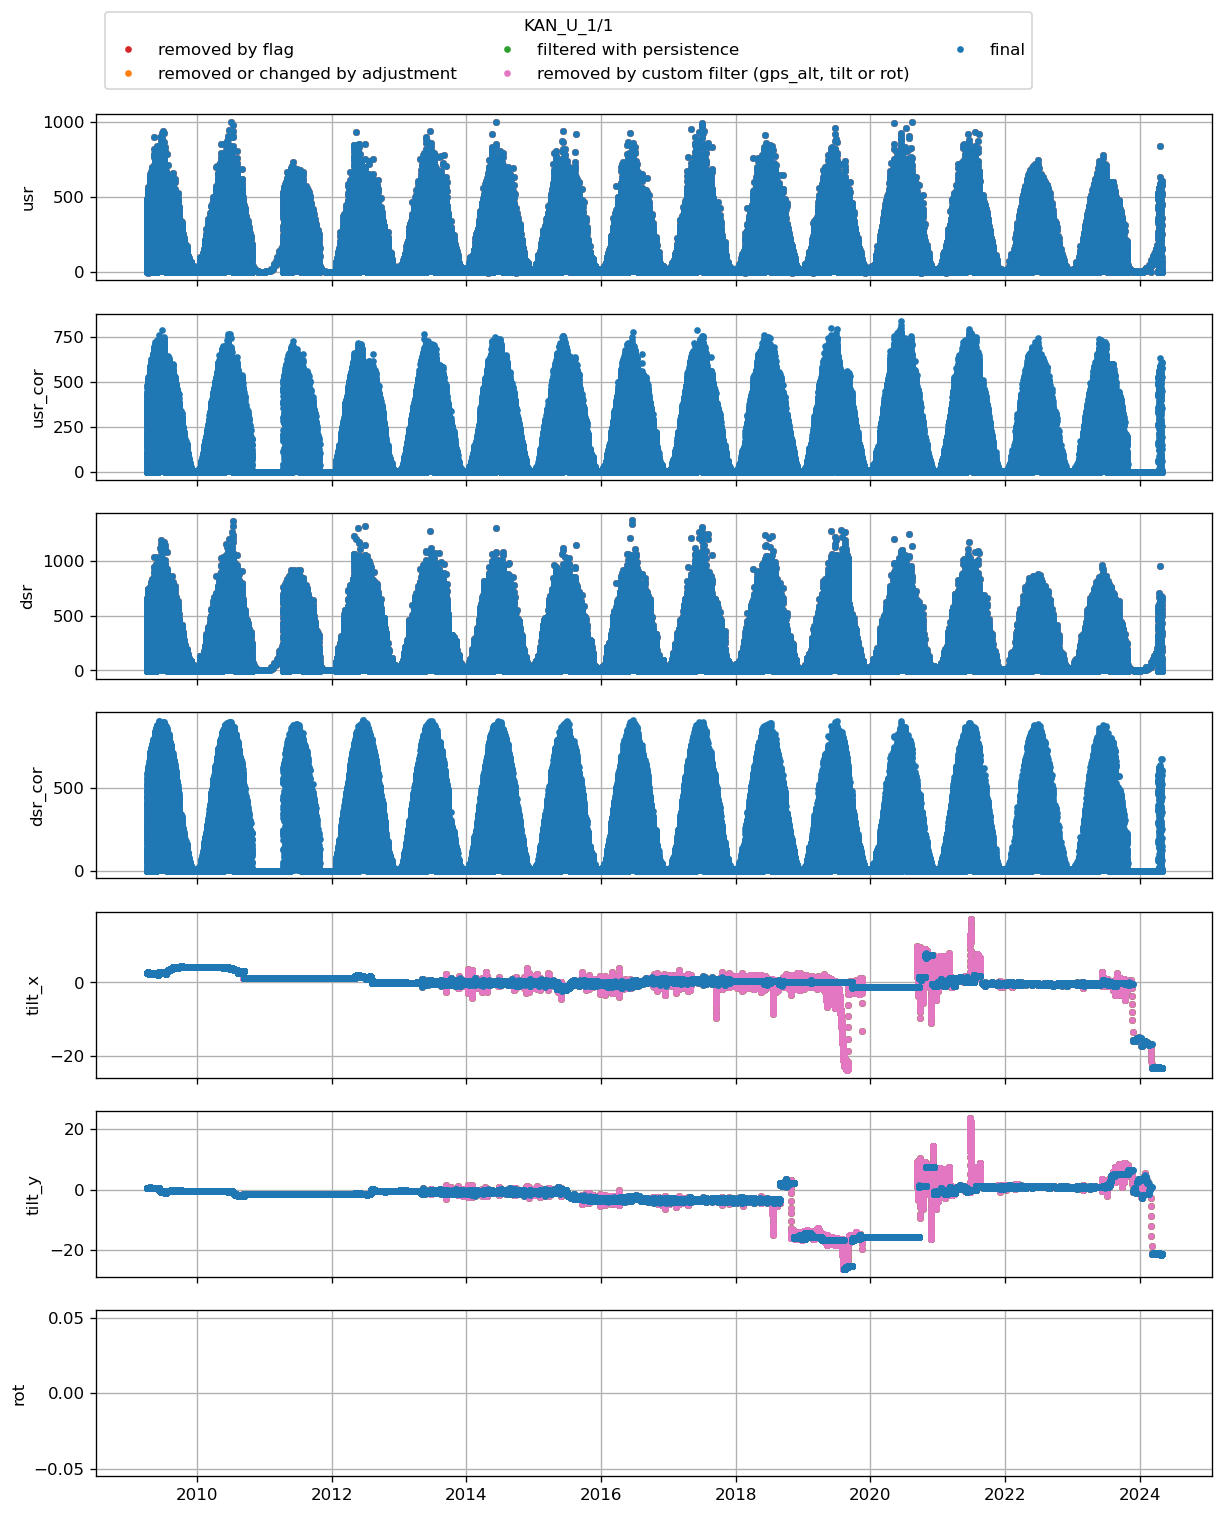 KAN_U_1/1
removed by flag
removed or changed by adjustment
filtered with persistence
removed by custom filter (gps_alt, tilt or rot)
final
1000
500
0
usr
750
500
250
0
usr_cor
1000
500
0
dsr
500
0
dsr_cor
0
−20
tilt_x
20
0
−20
tilt_y
0.05
0.00
−0.05
rot
2010 2012 2014 2016 2018 2020 2022 2024